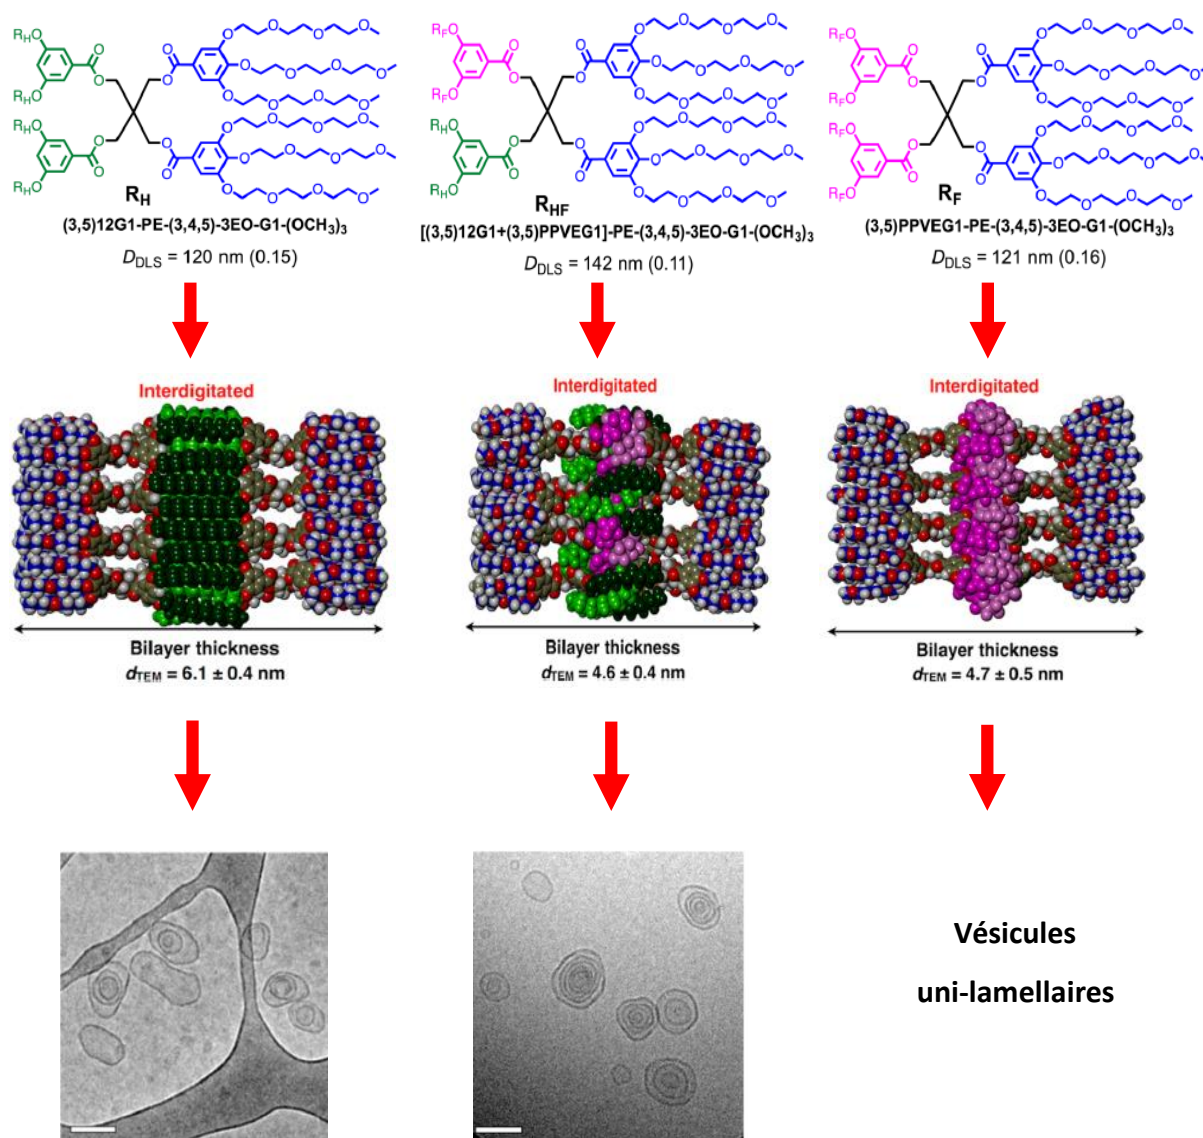 R_H
(3,5)12G1-PE-(3,4,5)-3EO-G1-(OCH₃)₃
D_DLS = 120 nm (0.15)
R_HF
[(3,5)12G1+(3,5)PPVEG1]-PE-(3,4,5)-3EO-G1-(OCH₃)₃
D_DLS = 142 nm (0.11)
R_F
(3,5)PPVEG1-PE-(3,4,5)-3EO-G1-(OCH₃)₃
D_DLS = 121 nm (0.16)
Interdigitated
Interdigitated
Interdigitated
Bilayer thickness
d_TEM = 6.1 ± 0.4 nm
Bilayer thickness
d_TEM = 4.6 ± 0.4 nm
Bilayer thickness
d_TEM = 4.7 ± 0.5 nm
Vésicules
uni-lamellaires